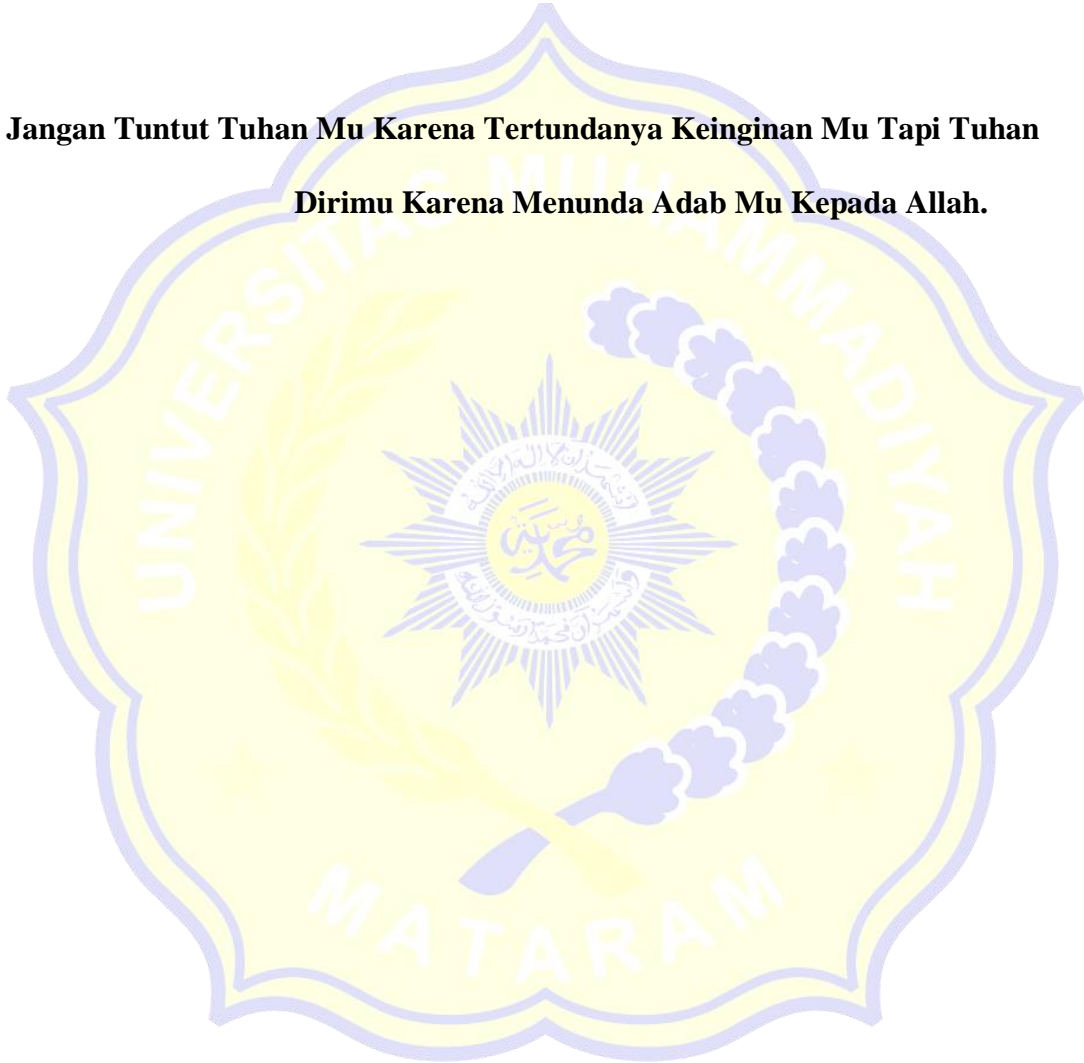 Jangan Tuntut Tuhan Mu Karena Tertundanya Keinginan Mu Tapi Tuhan
Dirimu Karena Menunda Adab Mu Kepada Allah.
UNIVERSITAS MUHAMMADIYAH
MATARAM